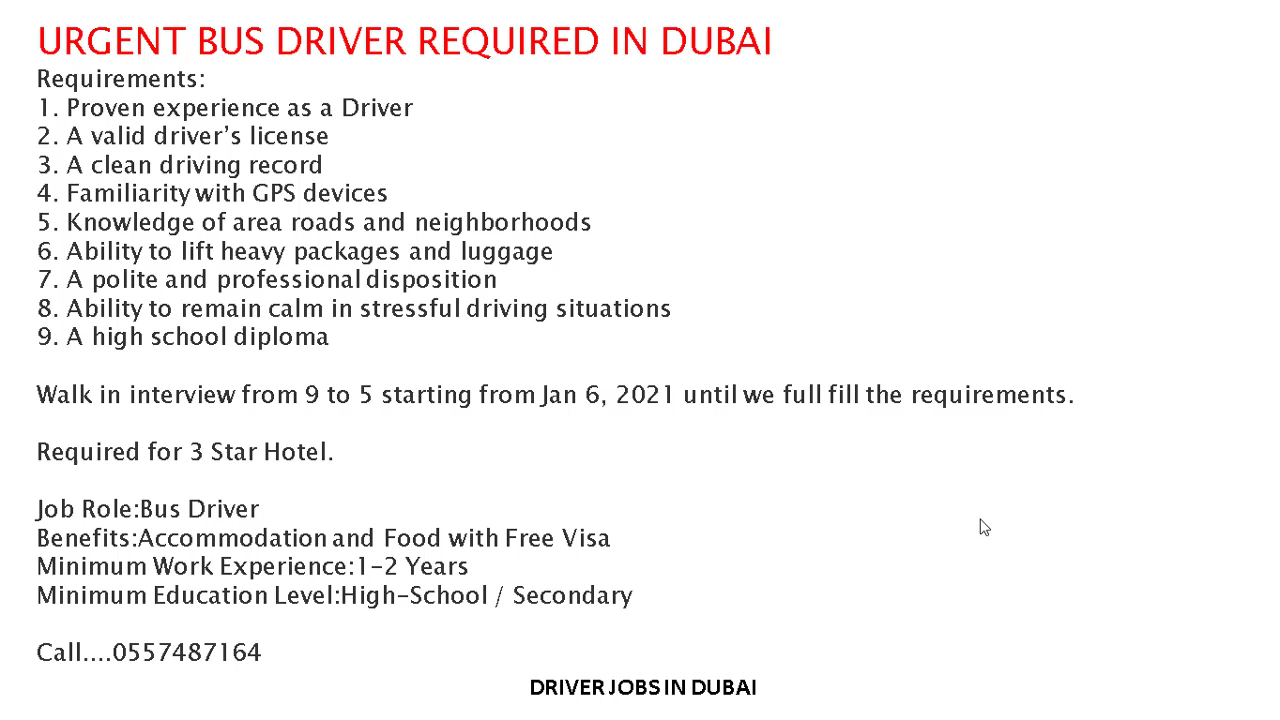 URGENT BUS DRIVER REQUIRED IN DUBAI
Requirements:
1. Proven experience as a Driver
2. A valid driver’s license
3. A clean driving record
4. Familiarity with GPS devices
5. Knowledge of area roads and neighborhoods
6. Ability to lift heavy packages and luggage
7. A polite and professional disposition
8. Ability to remain calm in stressful driving situations
9. A high school diploma
Walk in interview from 9 to 5 starting from Jan 6, 2021 until we full fill the requirements.
Required for 3 Star Hotel.
Job Role:Bus Driver
Benefits:Accommodation and Food with Free Visa
Minimum Work Experience:1-2 Years
Minimum Education Level:High-School / Secondary
Call....0557487164
DRIVER JOBS IN DUBAI